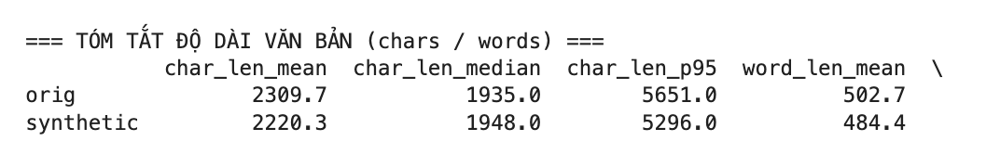 === TÓM TẮT ĐỘ DÀI VĂN BẢN (chars / words) ===
char_len_mean char_len_median char_len_p95 word_len_mean \
orig 2309.7 1935.0 5651.0 502.7
synthetic 2220.3 1948.0 5296.0 484.4